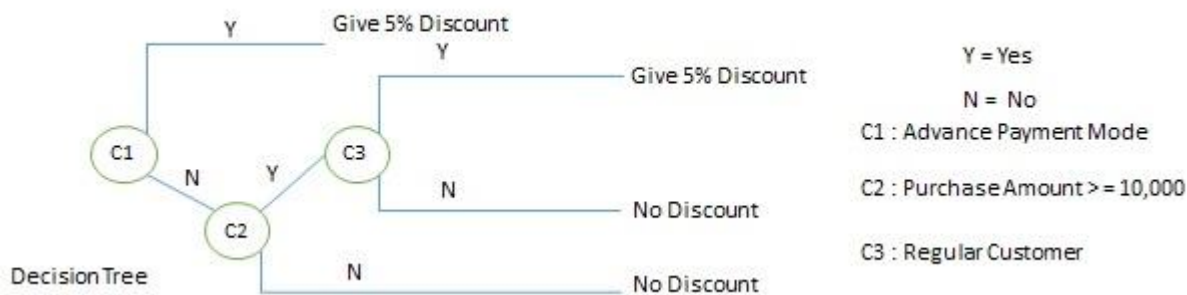 Y
Give 5% Discount
Y
Give 5% Discount
Y = Yes
N = No
C1 : Advance Payment Mode
C1
C3
N
Y
N
C2 : Purchase Amount > = 10,000
No Discount
C2
C3 : Regular Customer
Decision Tree
N
No Discount